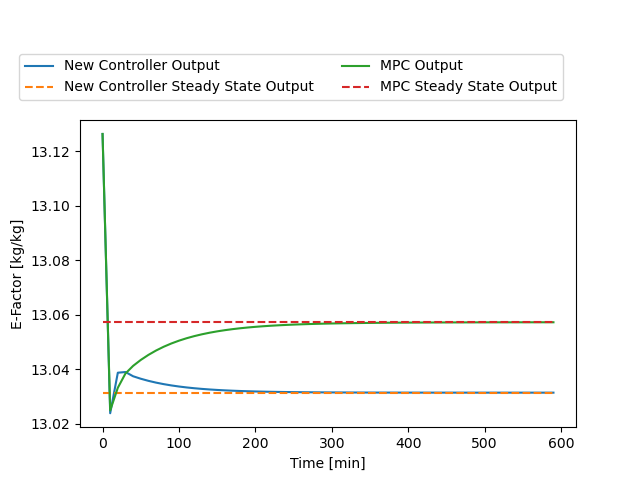 New Controller Output
New Controller Steady State Output
MPC Output
MPC Steady State Output
E-Factor [kg/kg]
13.12
13.10
13.08
13.06
13.04
13.02
0 100 200 300 400 500 600
Time [min]